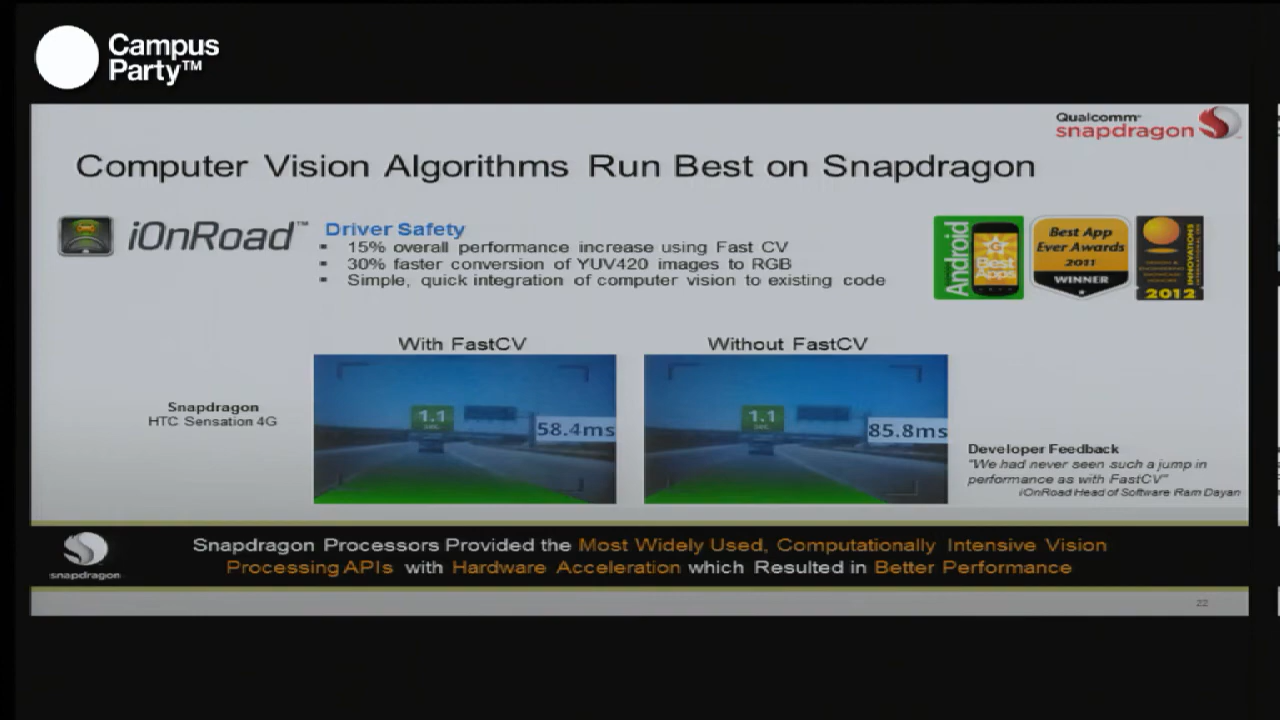 Campus
Party™
Qualcomm
snapdragon
Computer Vision Algorithms Run Best on Snapdragon
iOnRoad™
Driver Safety
15% overall performance increase using Fast CV
30% faster conversion of YUV420 images to RGB
Simple, quick integration of computer vision to existing code
Android
Best
Apps
Best App
Ever Awards
2011
WINNER
INNOVATIONS
2012
With FastCV
Without FastCV
Snapdragon
HTC Sensation 4G
1.1
sec
58.4ms
1.1
sec
85.8ms
Developer Feedback
"We had never seen such a jump in
performance as with FastCV"
iOnRoad Head of Software Ram Dayan
snapdragon
Snapdragon Processors Provided the Most Widely Used, Computationally Intensive Vision
Processing APIs with Hardware Acceleration which Resulted in Better Performance
22